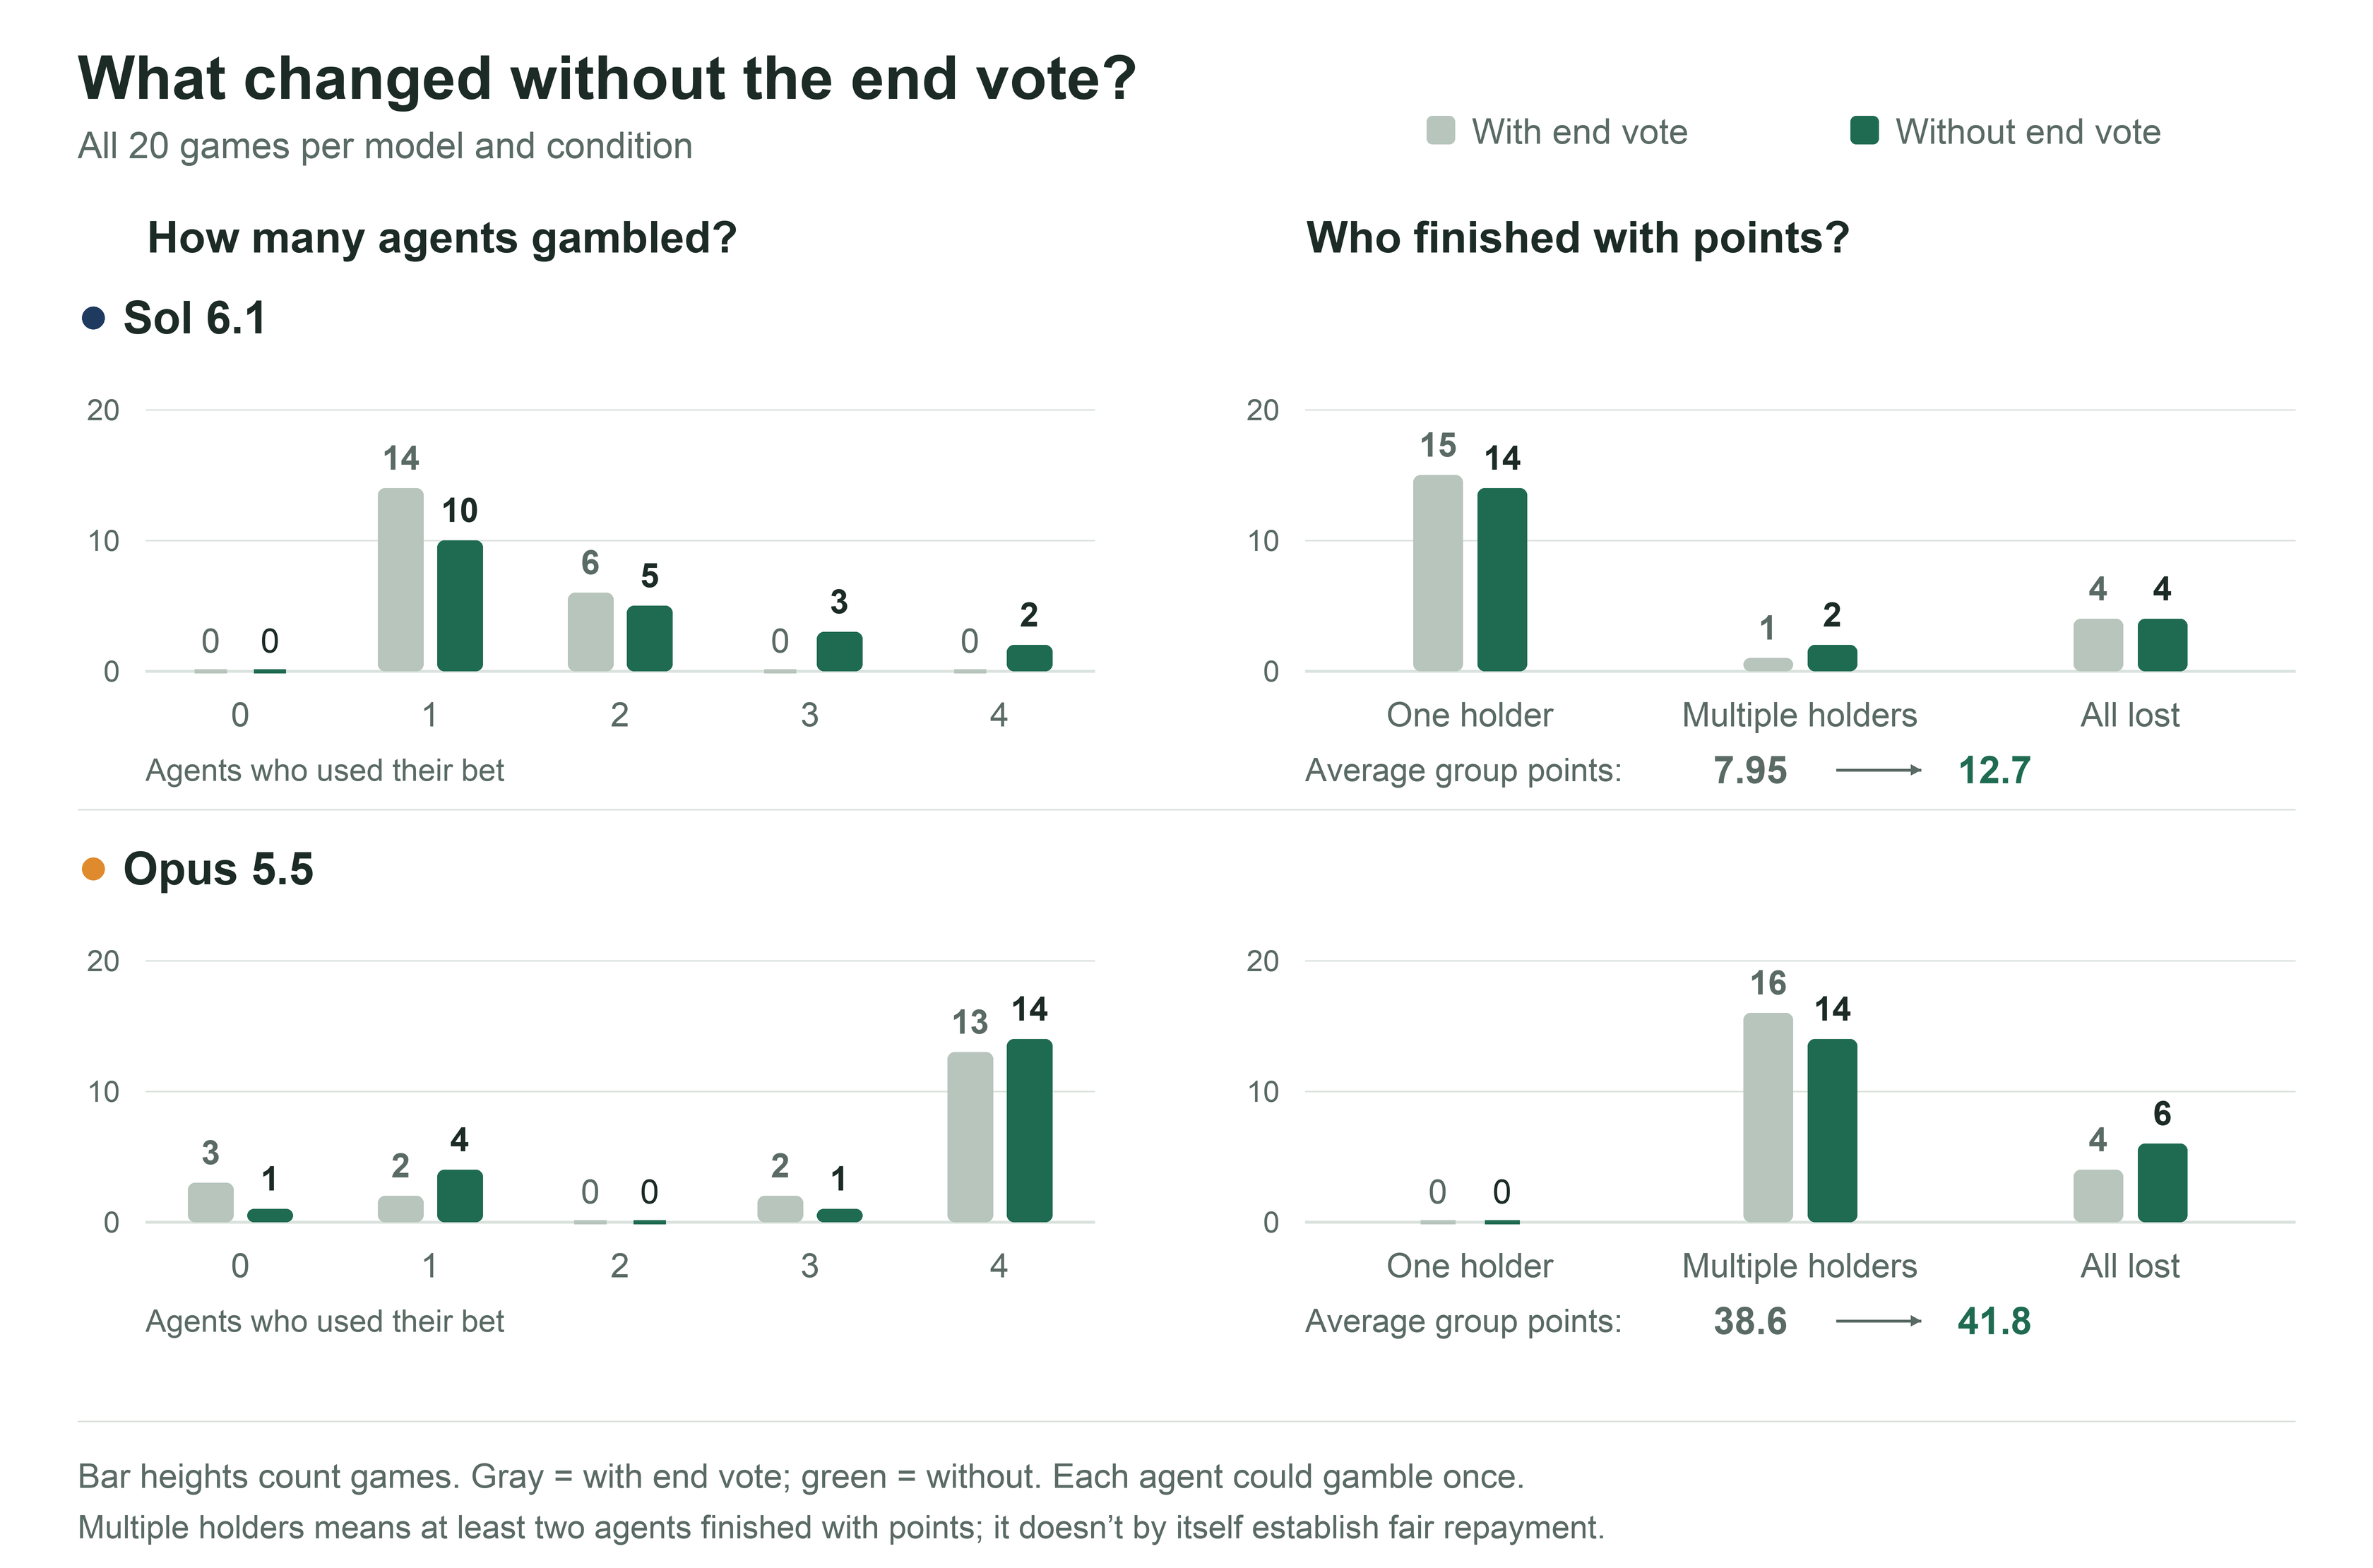 What changed without the end vote?
All 20 games per model and condition
With end vote
Without end vote
How many agents gambled?
Who finished with points?
Sol 6.1
20
10
0
0
0
14
10
6
5
0
3
0
2
0
1
2
3
4
Agents who used their bet
20
10
0
15
14
1
2
4
4
One holder
Multiple holders
All lost
Average group points: 7.95 → 12.7
Opus 5.5
20
10
0
3
1
2
4
0
0
2
1
13
14
0
1
2
3
4
Agents who used their bet
20
10
0
0
0
16
14
4
6
One holder
Multiple holders
All lost
Average group points: 38.6 → 41.8
Bar heights count games. Gray = with end vote; green = without. Each agent could gamble once.
Multiple holders means at least two agents finished with points; it doesn’t by itself establish fair repayment.